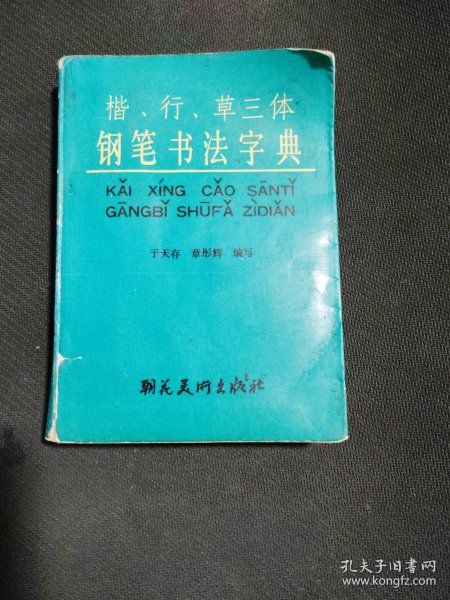 楷、行、草三体
钢笔书法字典
KǍI XÍNG CǍO SĀNTǏ
GĀNGBǏ SHŪFǍ ZÌDIǍN
于天存 章彤辉 编写
朝花美术出版社
孔夫子旧书网
www.kongfz.com